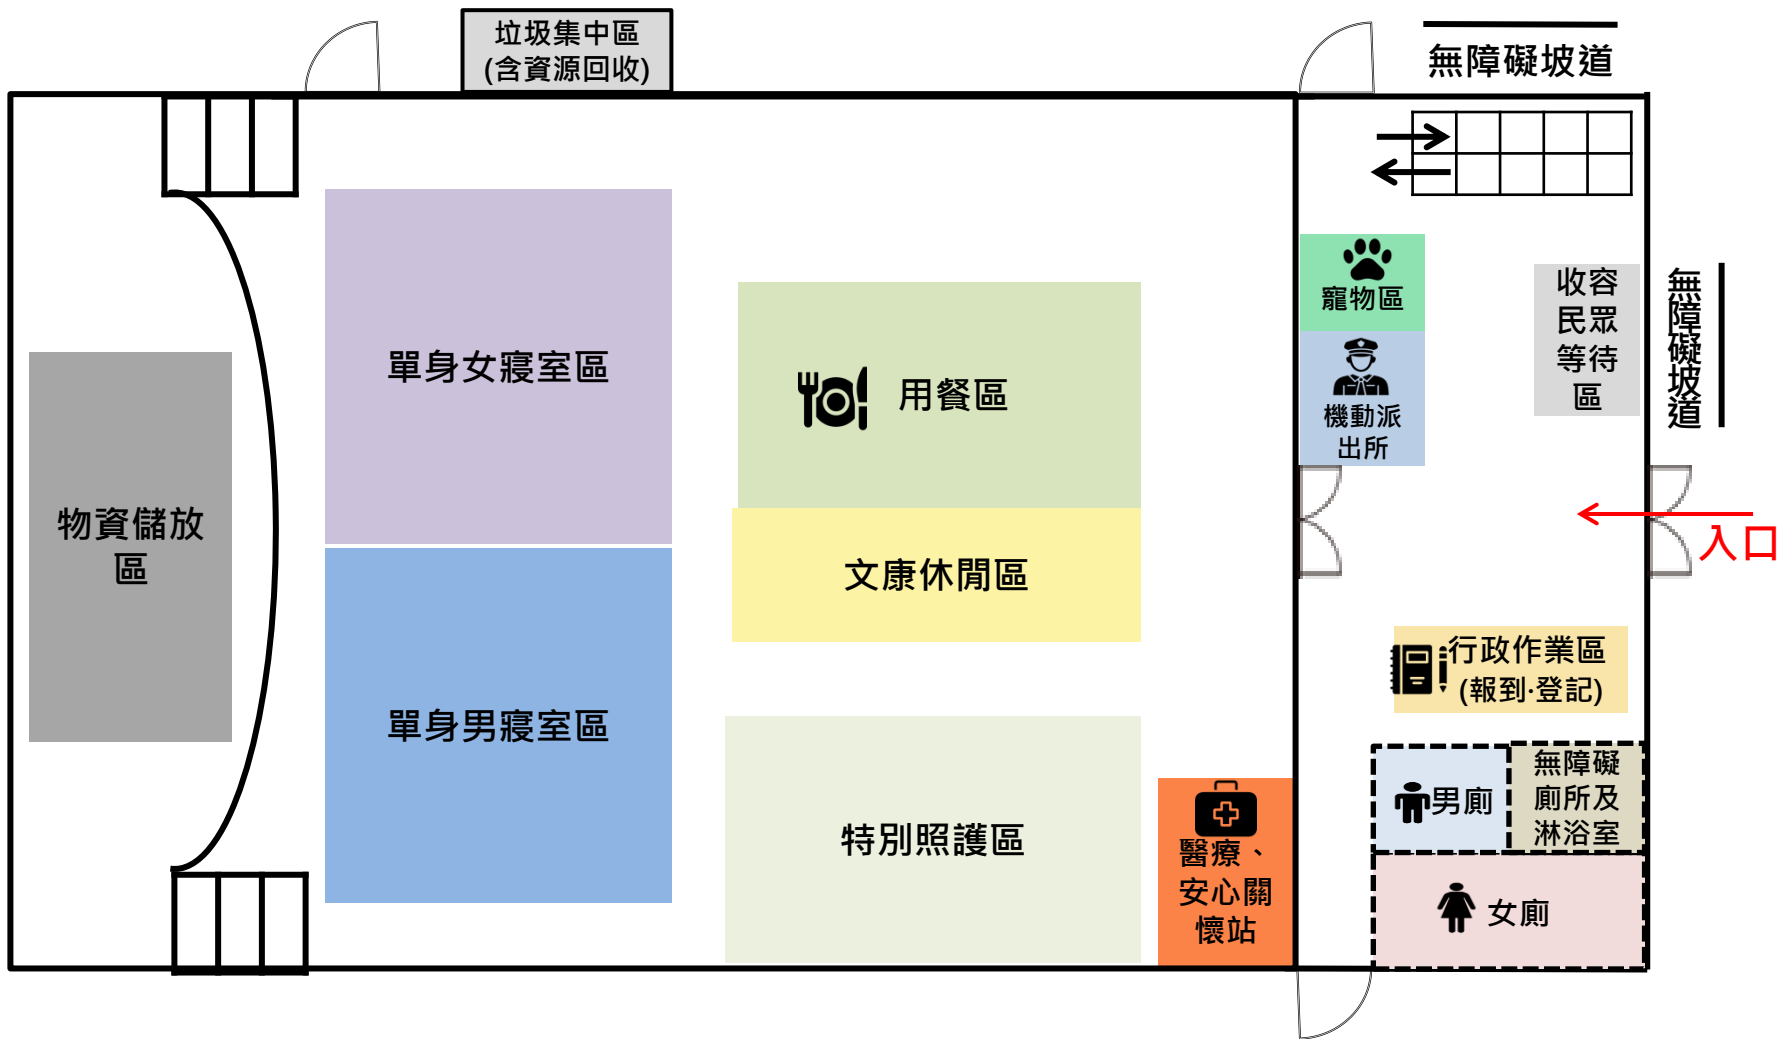 垃圾集中區
(含資源回收)
無障礙坡道
寵物區
機動派
出所
收容
民眾
等待
區
無障礙坡道
入口
單身女寢室區
用餐區
文康休閒區
物資儲放
區
單身男寢室區
特別照護區
醫療、
安心關
懷站
行政作業區
(報到·登記)
男廁
無障礙
廁所及
淋浴室
女廁